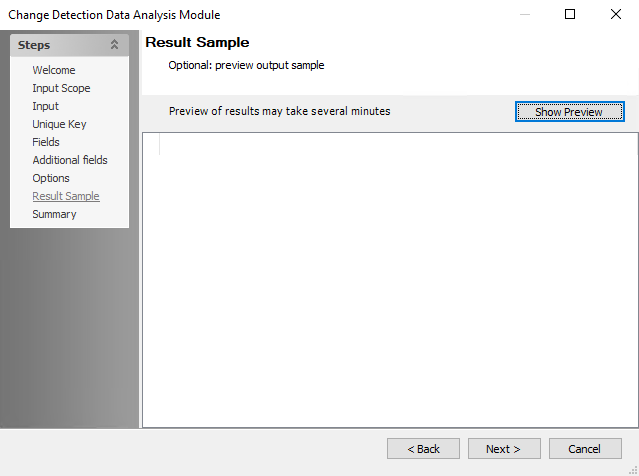 Change Detection Data Analysis Module
Steps
Welcome
Input Scope
Input
Unique Key
Fields
Additional fields
Options
Result Sample
Summary
Result Sample
Optional: preview output sample
Preview of results may take several minutes
Show Preview
< Back
Next >
Cancel